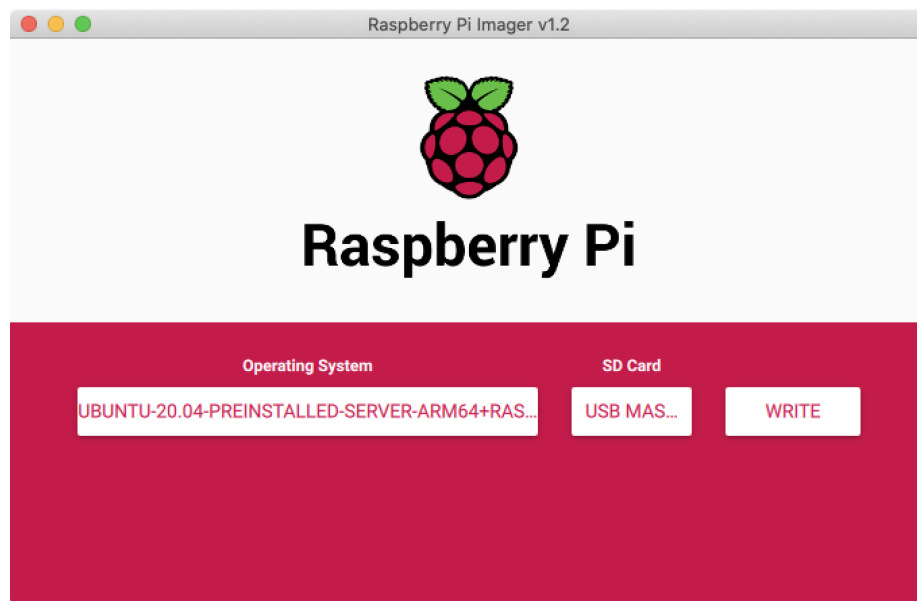 Raspberry Pi Imager v1.2
Raspberry Pi
Operating System
SD Card
UBUNTU-20.04-PREINSTALLED-SERVER-ARM64+RAS...
USB MAS...
WRITE